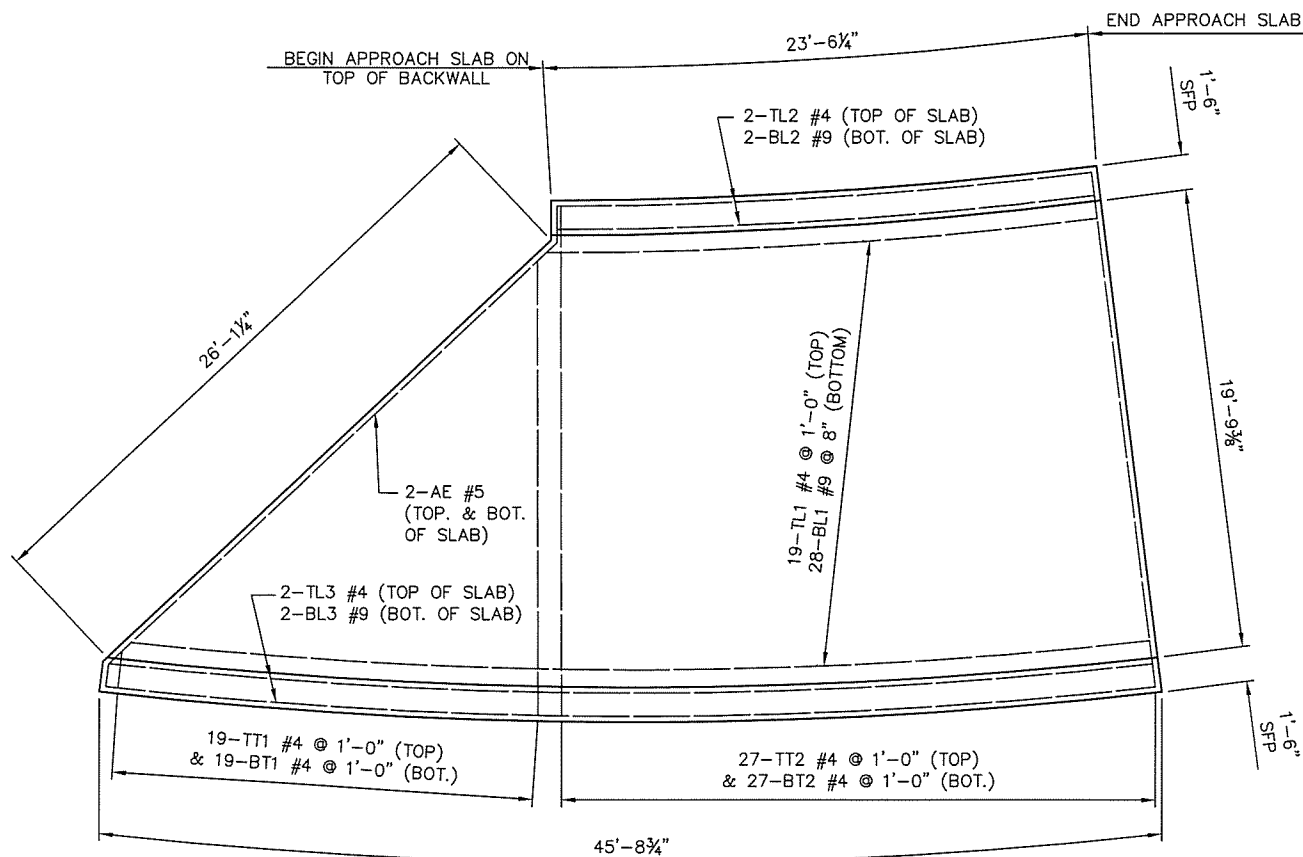 END APPROACH SLAB
23'-6¼"
BEGIN APPROACH SLAB ON
TOP OF BACKWALL
1'-6"
SFP
2-TL2 #4 (TOP OF SLAB)
2-BL2 #9 (BOT. OF SLAB)
26'-1¼"
19-TL1 #4 @ 1'-0" (TOP)
28-BL1 #9 @ 8" (BOTTOM)
19'-9⅜"
2-AE #5
(TOP. & BOT.
OF SLAB)
2-TL3 #4 (TOP OF SLAB)
2-BL3 #9 (BOT. OF SLAB)
19-TT1 #4 @ 1'-0" (TOP)
& 19-BT1 #4 @ 1'-0" (BOT.)
27-TT2 #4 @ 1'-0" (TOP)
& 27-BT2 #4 @ 1'-0" (BOT.)
1'-6"
SFP
45'-8¾"